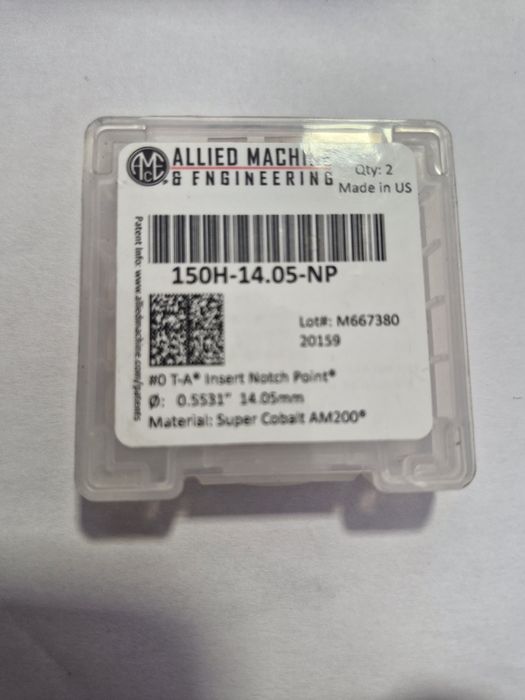 AMEC ALLIED MACHINE
& ENGINEERING
Qty: 2
Made in US
150H-14.05-NP
Lot#: M667380
20159
#0 T-A® Insert Notch Point®
Ø: 0.5531" 14.05mm
Material: Super Cobalt AM200®
Patent Info: www.alliedmachine.com/patents